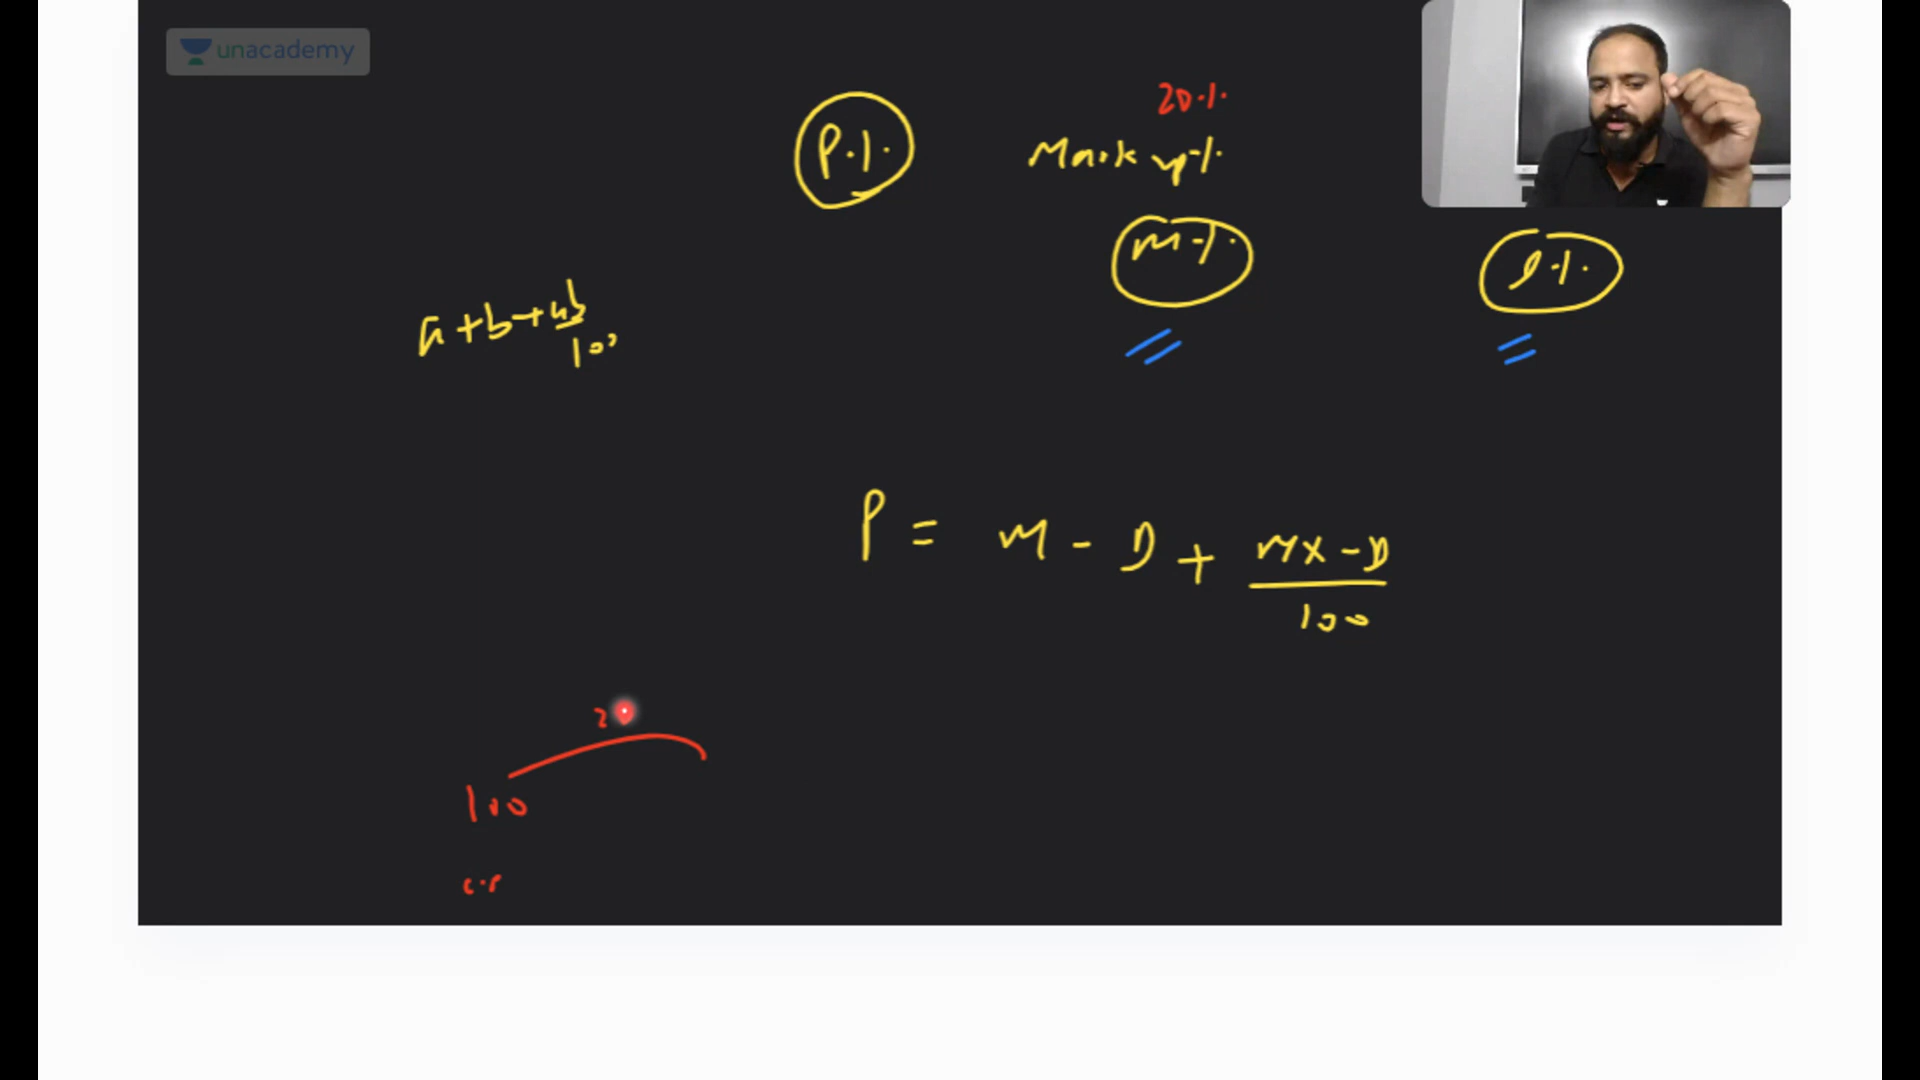 unacademy
20%
P%
Mark up%
M%
D%
a+b+ab/100
P = M - D + Mx-D/100
20
100
C.P